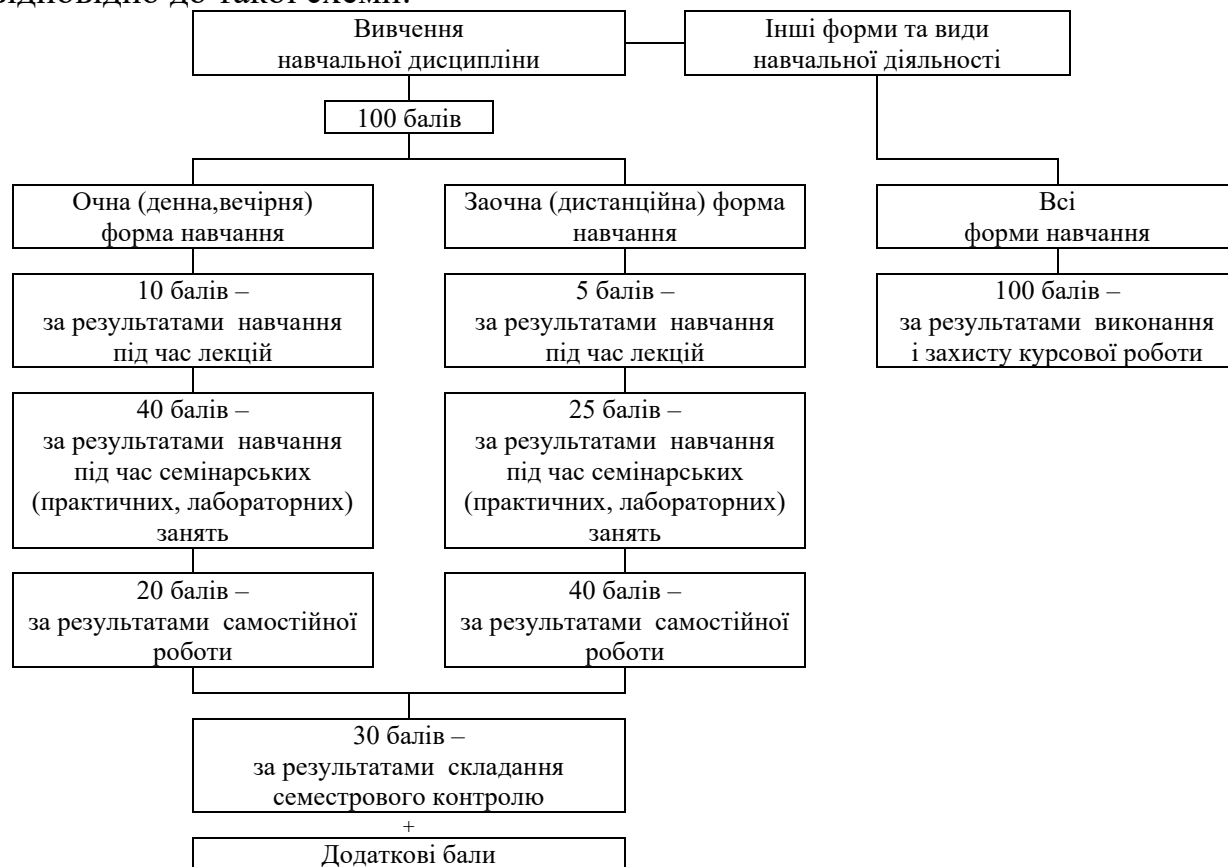 відповідно до такої схеми:
Вивчення
навчальної дисципліни
Інші форми та види
навчальної діяльності
100 балів
Очна (денна,вечірня)
форма навчання
Заочна (дистанційна) форма
навчання
Всі
форми навчання
10 балів –
за результатами навчання
під час лекцій
5 балів –
за результатами навчання
під час лекцій
100 балів –
за результатами виконання
і захисту курсової роботи
40 балів –
за результатами навчання
під час семінарських
(практичних, лабораторних)
занять
25 балів –
за результатами навчання
під час семінарських
(практичних, лабораторних)
занять
20 балів –
за результатами самостійної
роботи
40 балів –
за результатами самостійної
роботи
30 балів –
за результатами складання
семестрового контролю
+
Додаткові бали